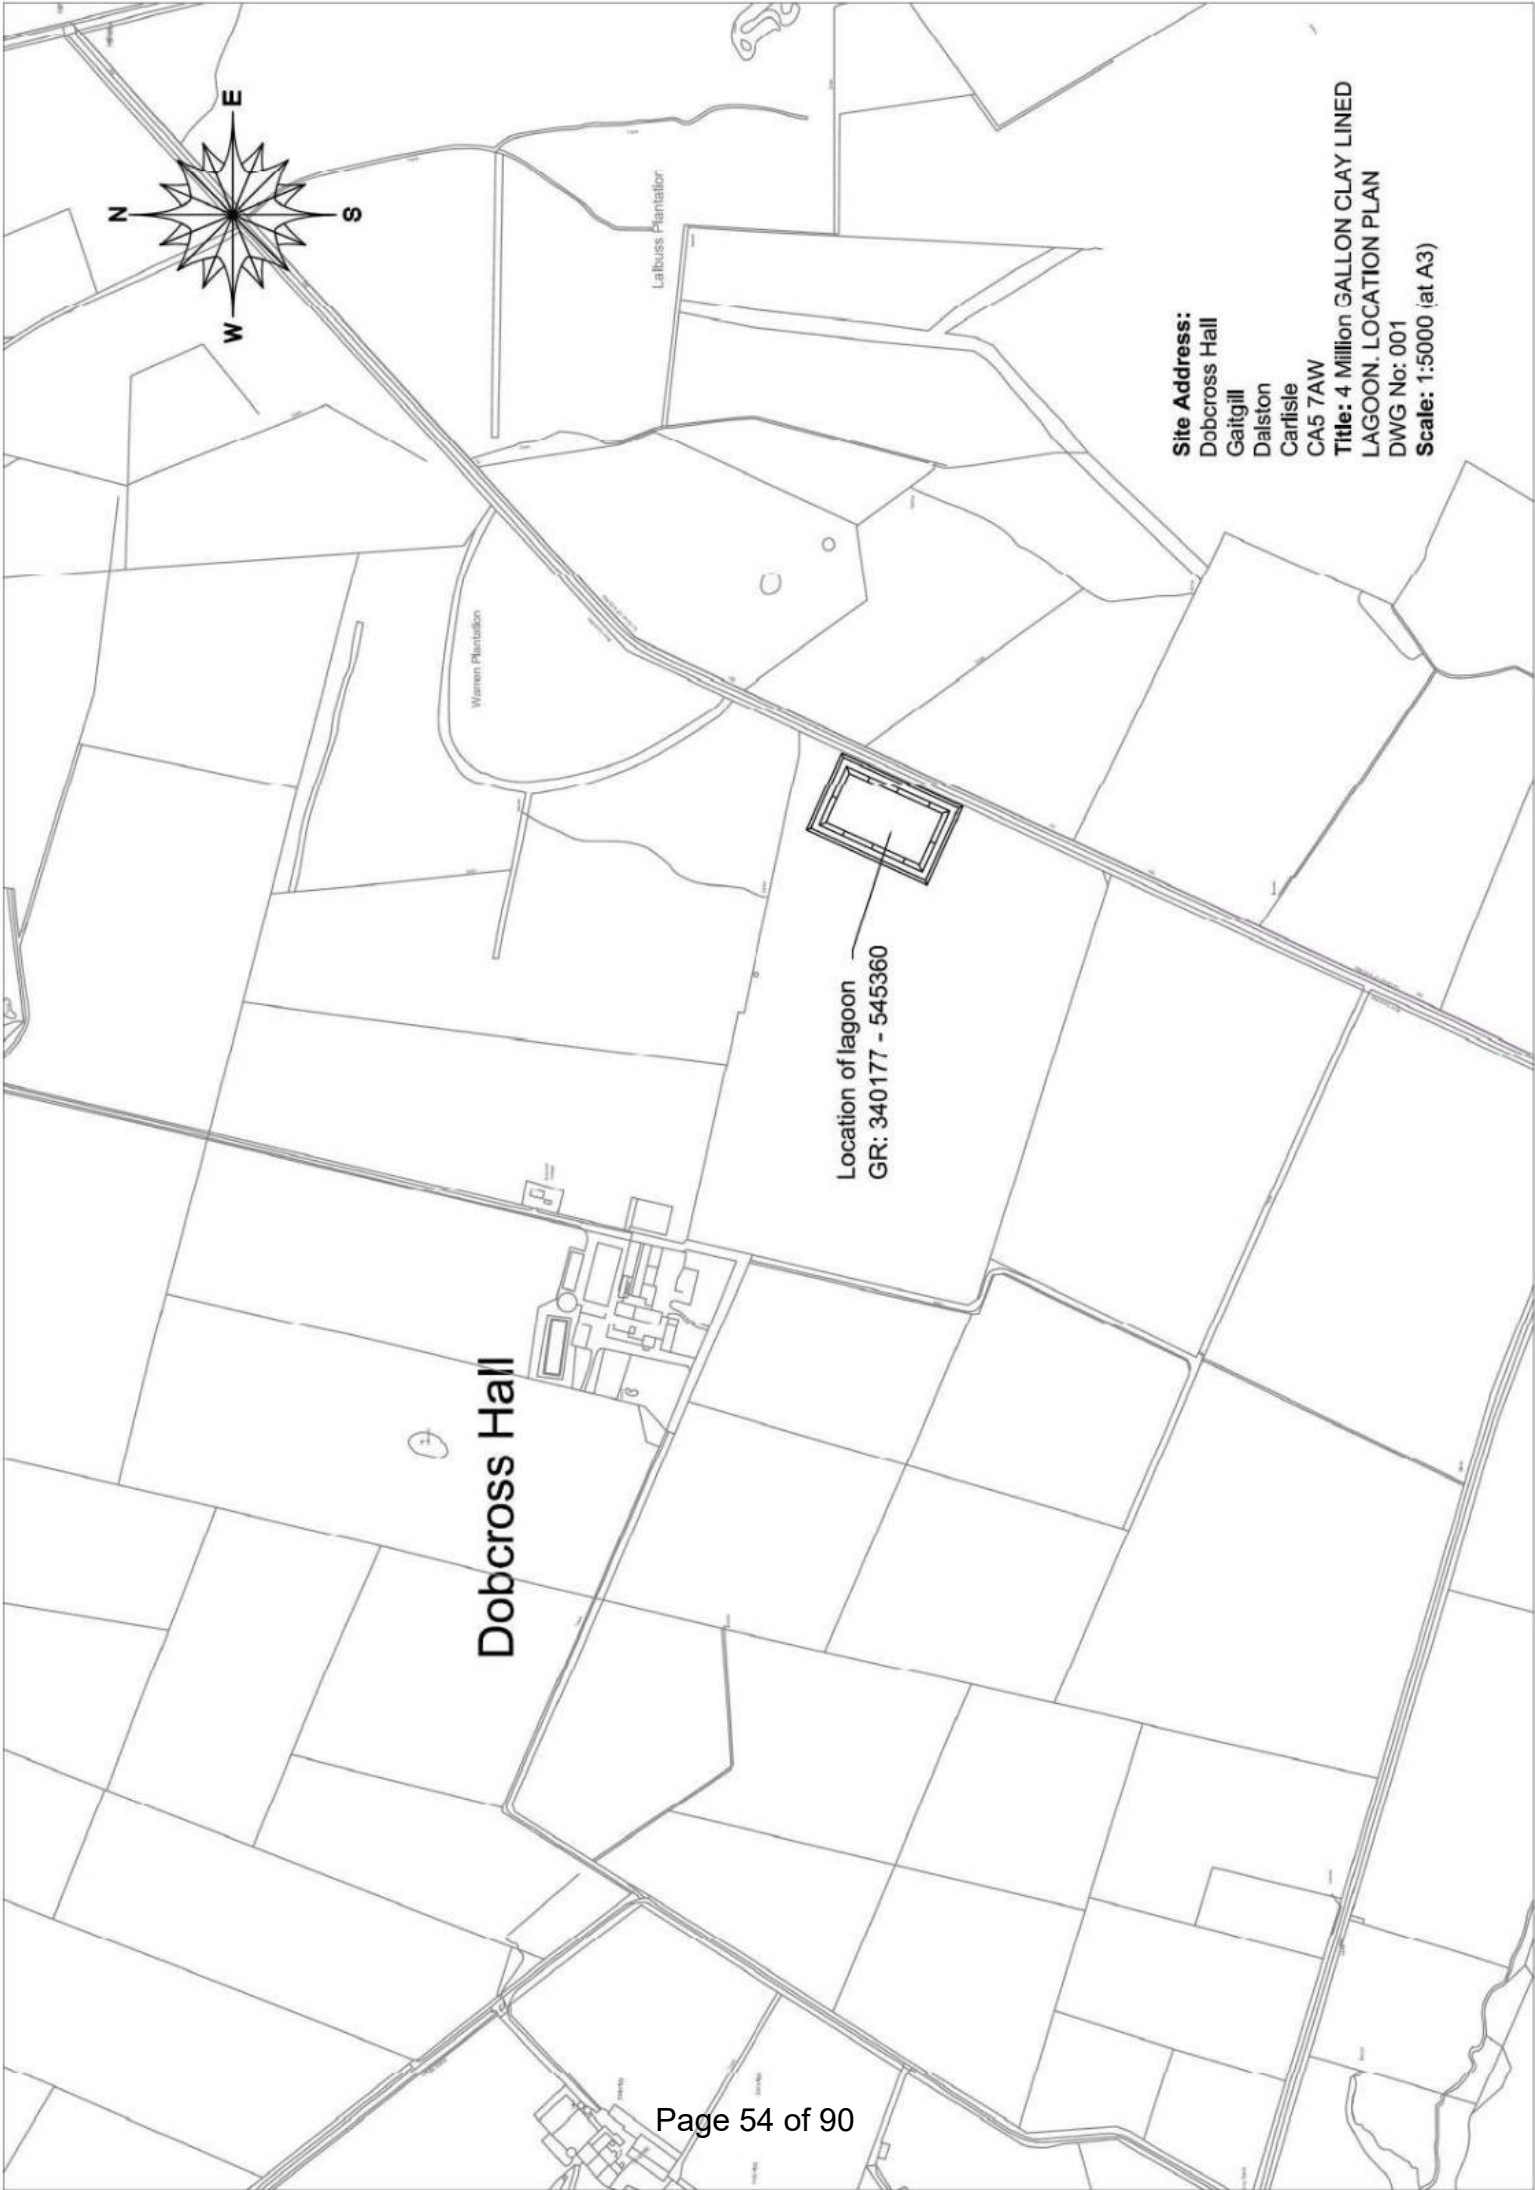 N
E
W
S
Lalbuss Plantation
Warren Plantation
Dobcross Hall
Location of lagoon
GR: 340177 - 545360
Site Address:
Dobcross Hall
Gaitgill
Dalston
Carlisle
CA5 7AW
Title: 4 Million GALLON CLAY LINED
LAGOON. LOCATION PLAN
DWG No: 001
Scale: 1:5000 (at A3)
Page 54 of 90